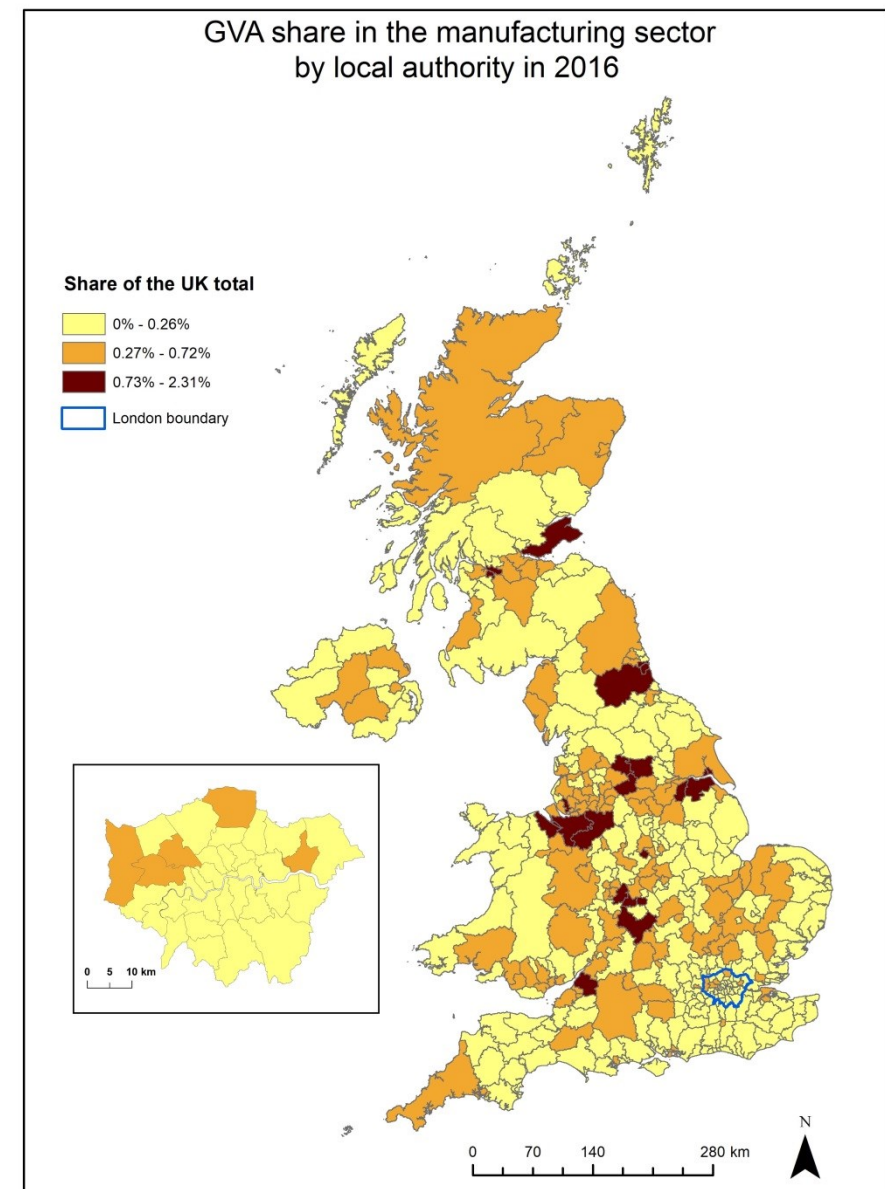 GVA share in the manufacturing sector
by local authority in 2016
Share of the UK total
0% - 0.26%
0.27% - 0.72%
0.73% - 2.31%
London boundary
0 5 10 km
N
0 70 140 280 km